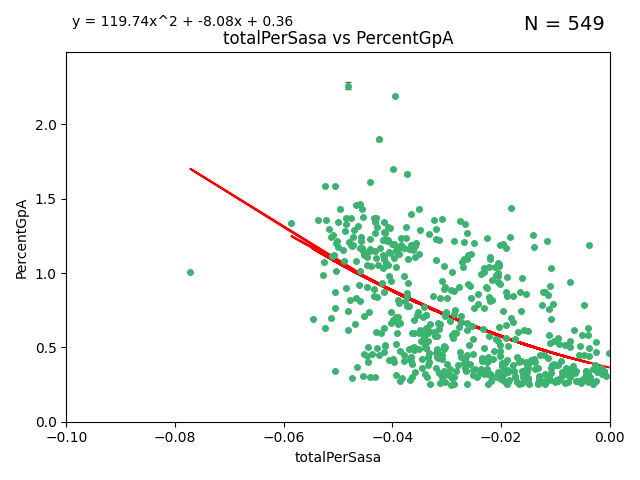 y = 119.74x^2 + -8.08x + 0.36
N = 549
totalPerSasa vs PercentGpA
PercentGpA
2.0
1.5
1.0
0.5
0.0
−0.10
−0.08
−0.06
−0.04
−0.02
0.00
totalPerSasa